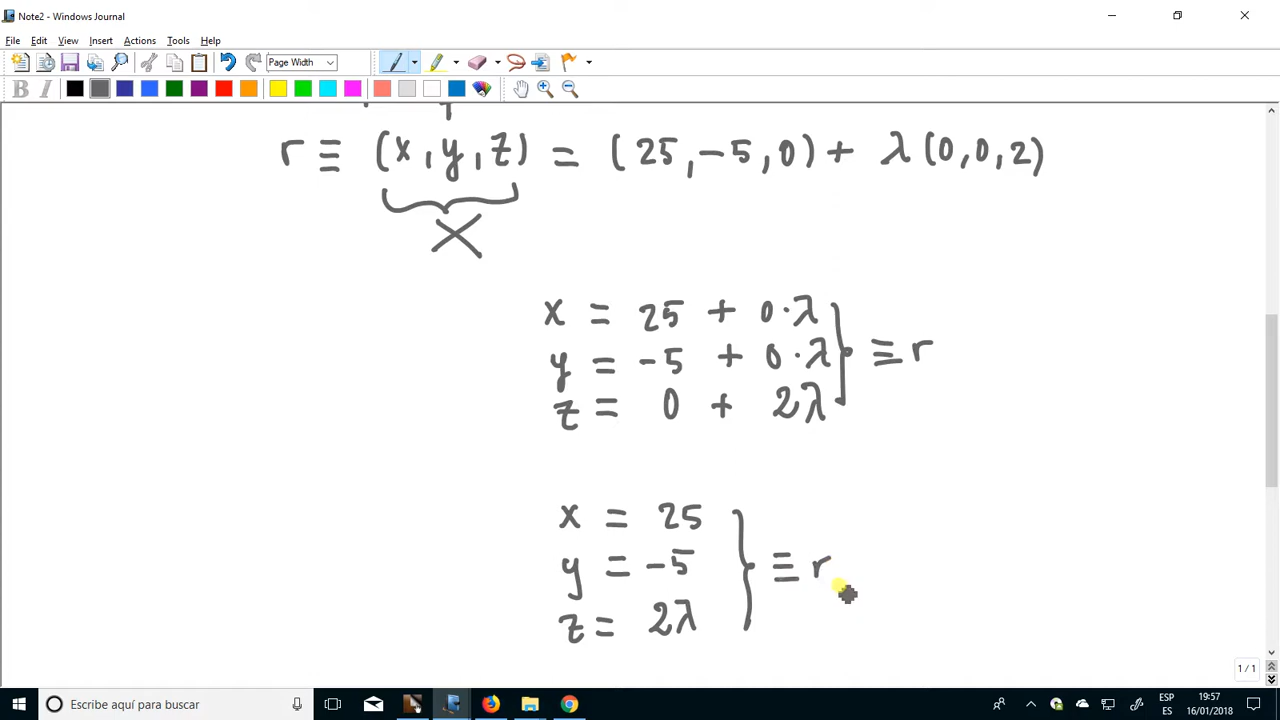 Note2 - Windows Journal
File Edit View Insert Actions Tools Help
Page Width
B I
r ≡ (x, y, z) = (25, -5, 0) + λ(0, 0, 2)
X
x = 25 + 0·λ
y = -5 + 0·λ
z = 0 + 2λ
≡ r
x = 25
y = -5
z = 2λ
≡ r
1 / 1
Escribe aquí para buscar
ESP
ES
19:57
16/01/2018